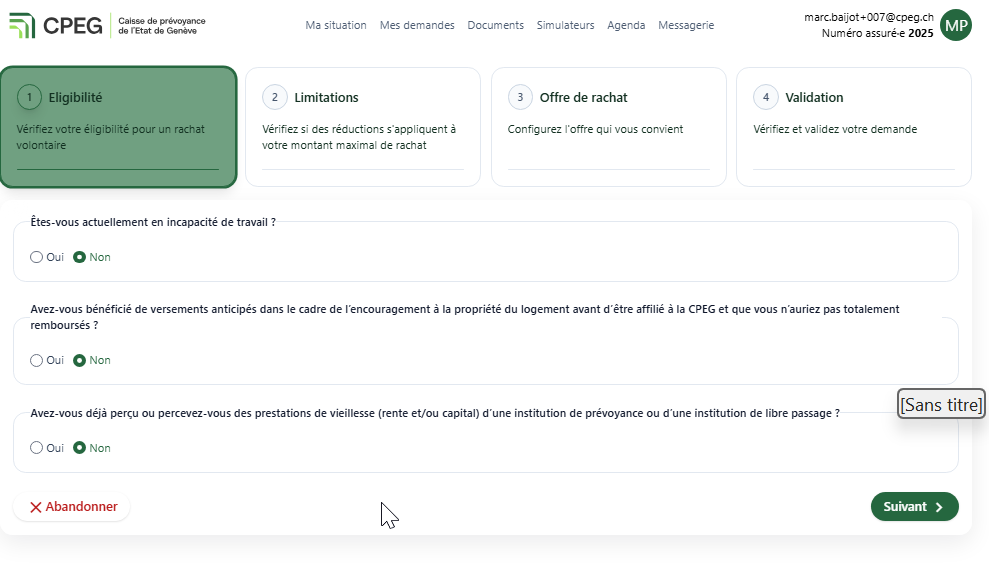 CPEG Caisse de prévoyance
de l'Etat de Genève
Ma situation Mes demandes Documents Simulateurs Agenda Messagerie
marc.baijot+007@cpeg.ch
Numéro assuré·e 2025
MP
1 Eligibilité
Vérifiez votre éligibilité pour un rachat
volontaire
2 Limitations
Vérifiez si des réductions s'appliquent à
votre montant maximal de rachat
3 Offre de rachat
Configurez l'offre qui vous convient
4 Validation
Vérifiez et validez votre demande
Êtes-vous actuellement en incapacité de travail ?
Oui Non
Avez-vous bénéficié de versements anticipés dans le cadre de l'encouragement à la propriété du logement avant d'être affilié à la CPEG et que vous n'auriez pas totalement
remboursés ?
Oui Non
Avez-vous déjà perçu ou percevez-vous des prestations de vieillesse (rente et/ou capital) d'une institution de prévoyance ou d'une institution de libre passage ?
[Sans titre]
Oui Non
Abandonner
Suivant